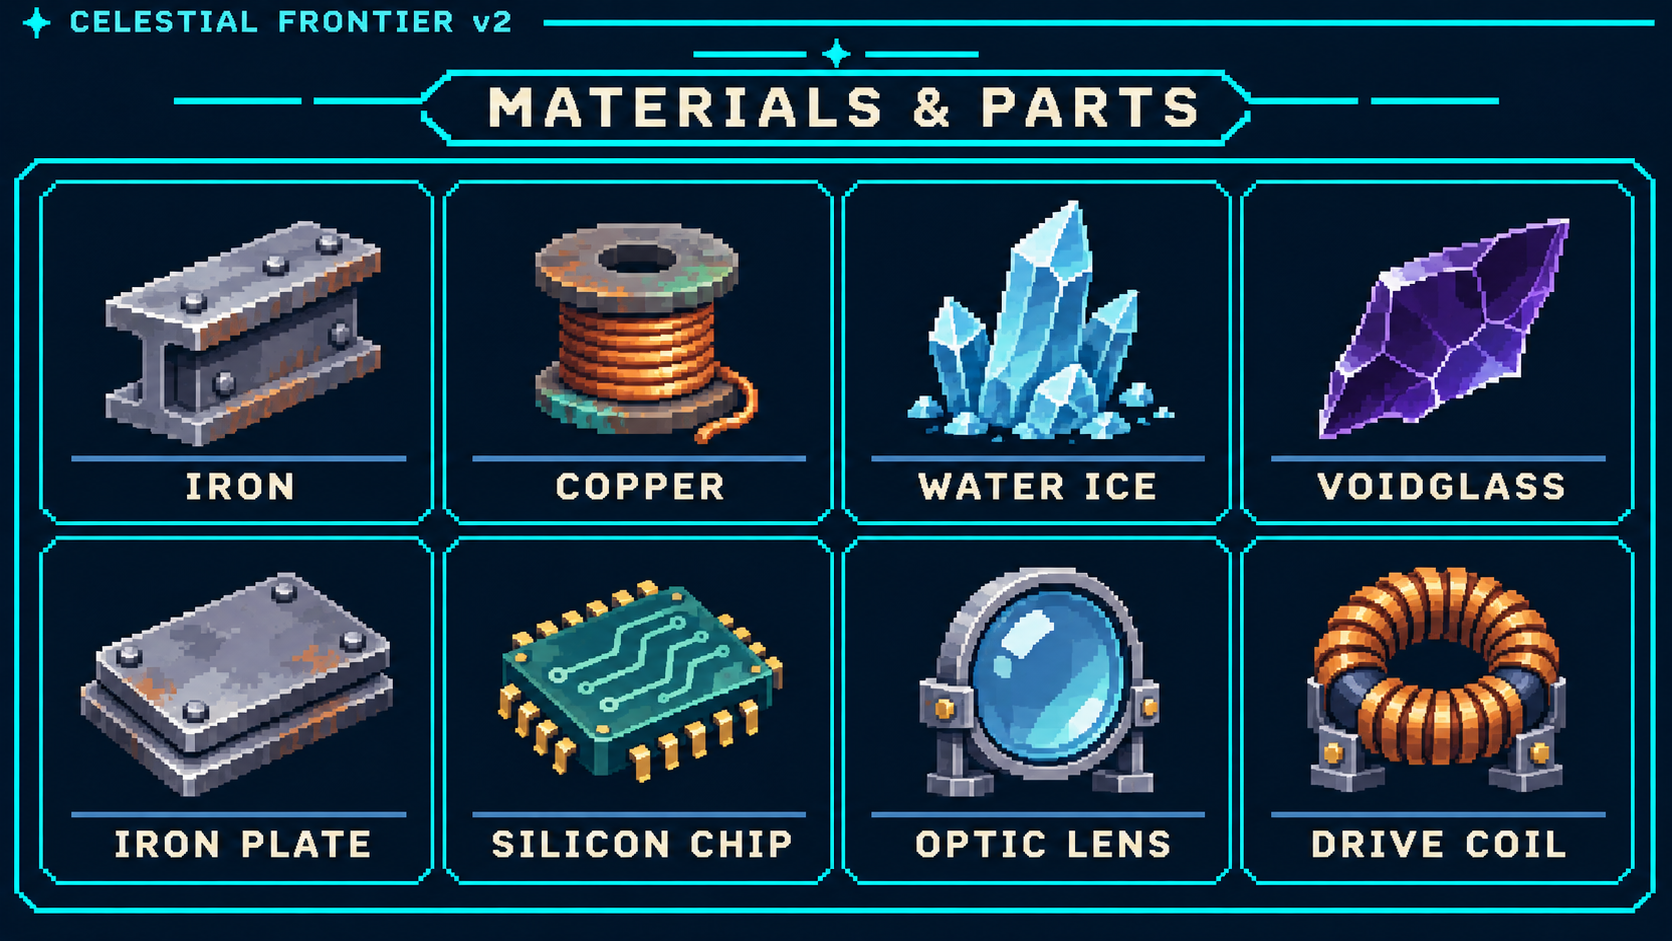 CELESTIAL FRONTIER v2
MATERIALS & PARTS
IRON
COPPER
WATER ICE
VOIDGLASS
IRON PLATE
SILICON CHIP
OPTIC LENS
DRIVE COIL